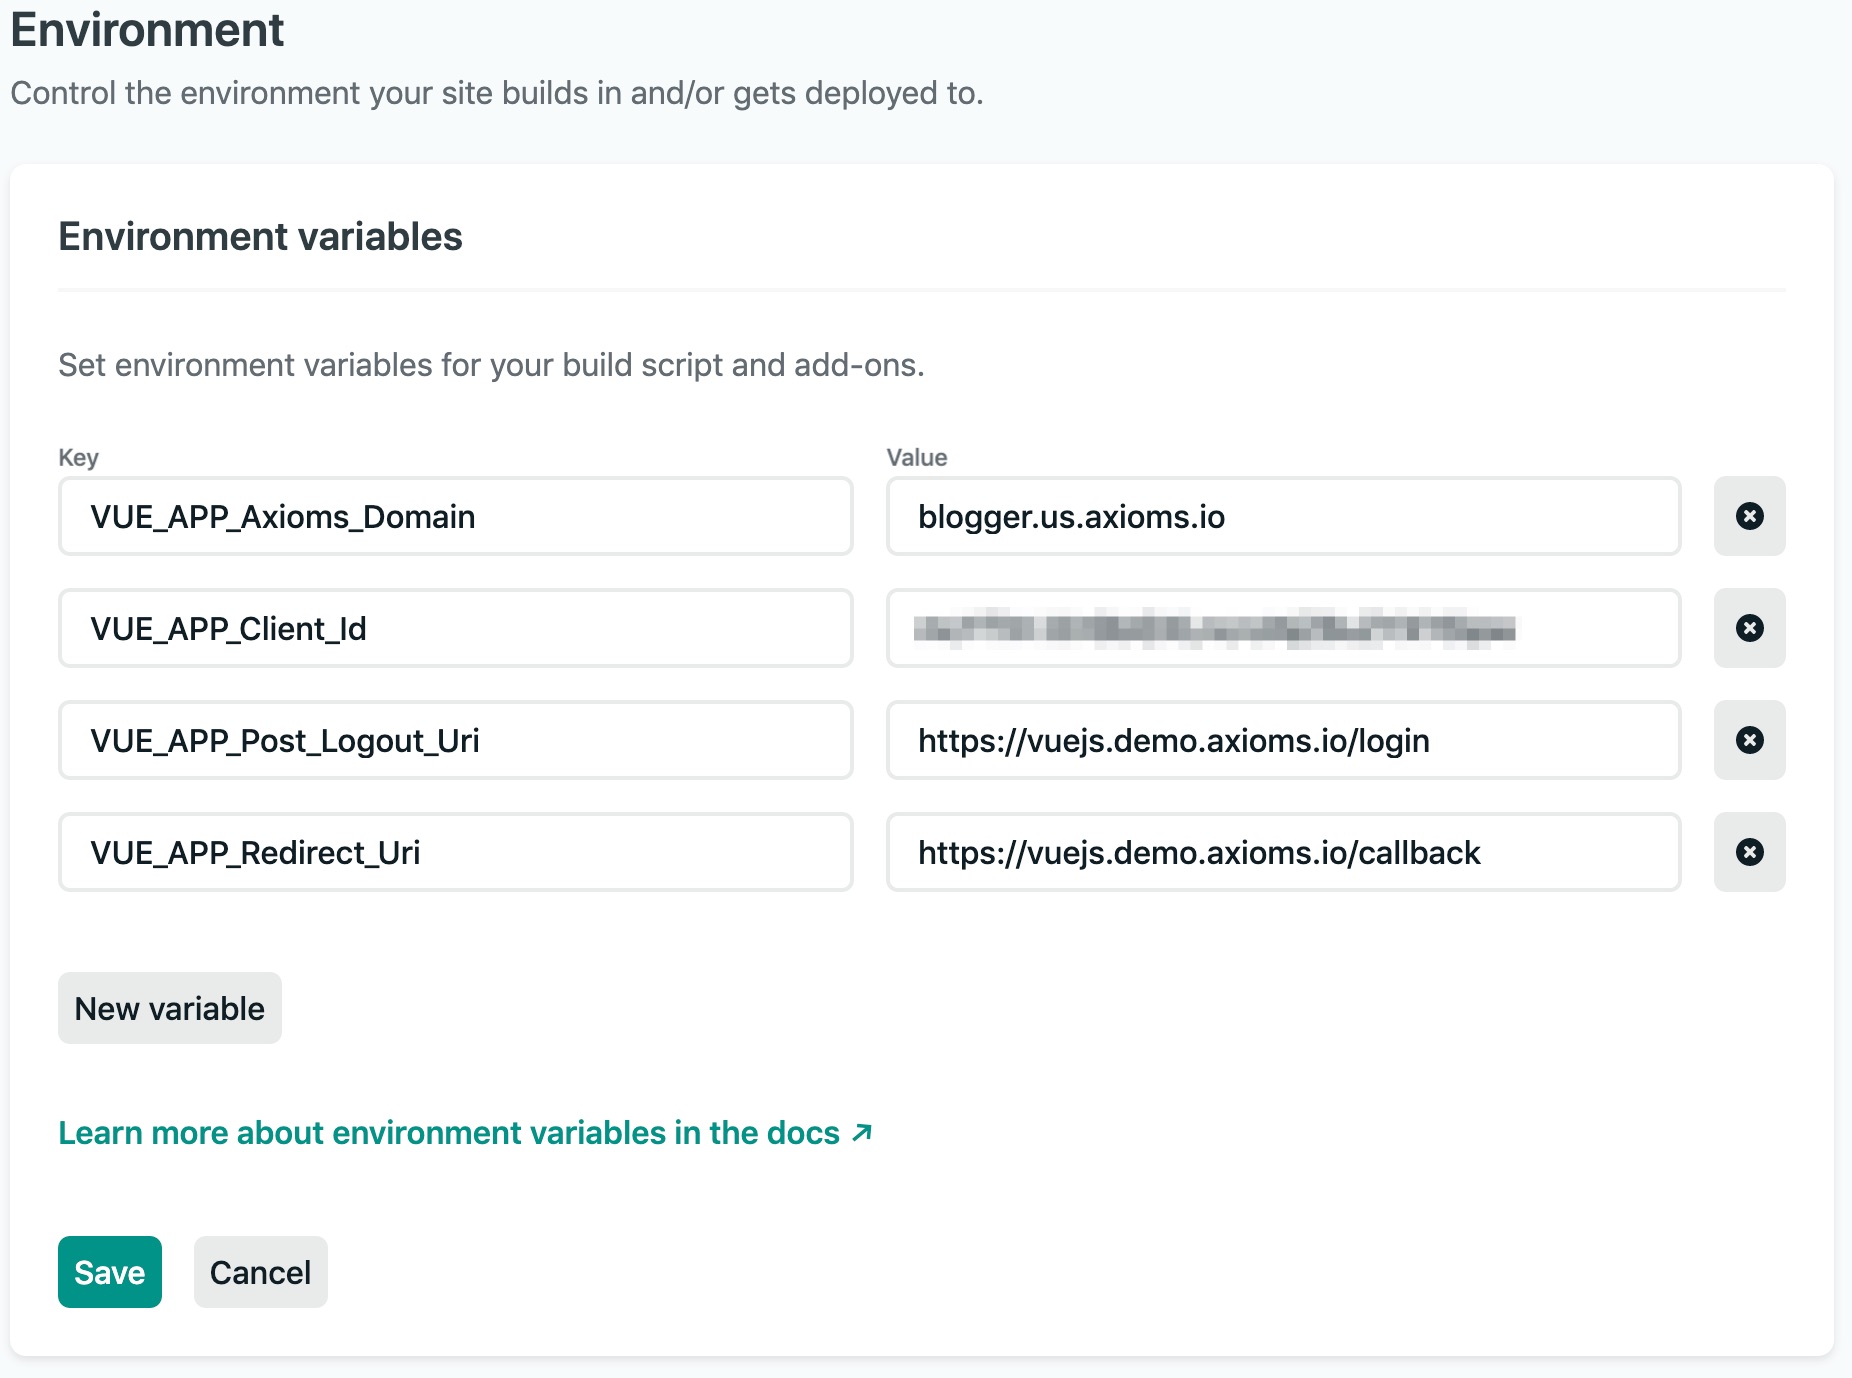 Environment
Control the environment your site builds in and/or gets deployed to.
Environment variables
Set environment variables for your build script and add-ons.
Key Value
VUE_APP_Axioms_Domain blogger.us.axioms.io
VUE_APP_Client_Id
VUE_APP_Post_Logout_Uri https://vuejs.demo.axioms.io/login
VUE_APP_Redirect_Uri https://vuejs.demo.axioms.io/callback
New variable
Learn more about environment variables in the docs ↗
Save Cancel